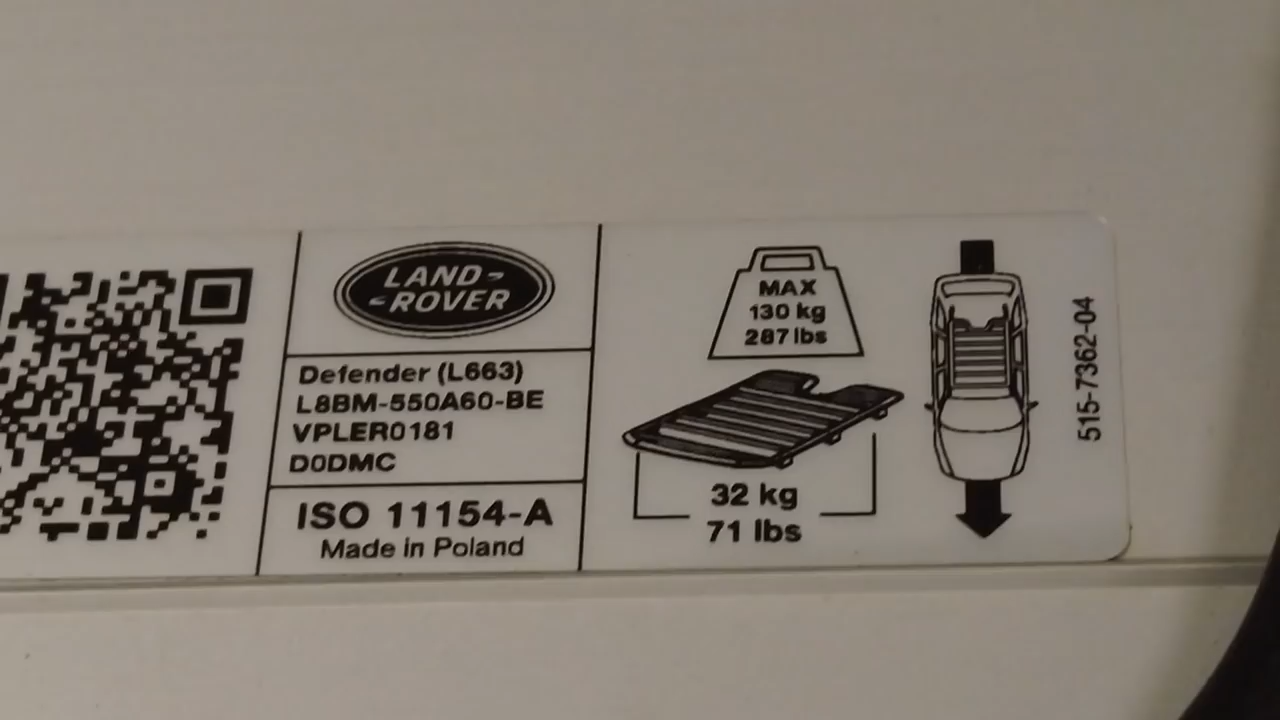 LAND-
ROVER
Defender (L663)
L8BM-550A60-BE
VPLER0181
D0DMC
ISO 11154-A
Made in Poland
MAX
130 kg
287 lbs
32 kg
71 lbs
515-7362-04